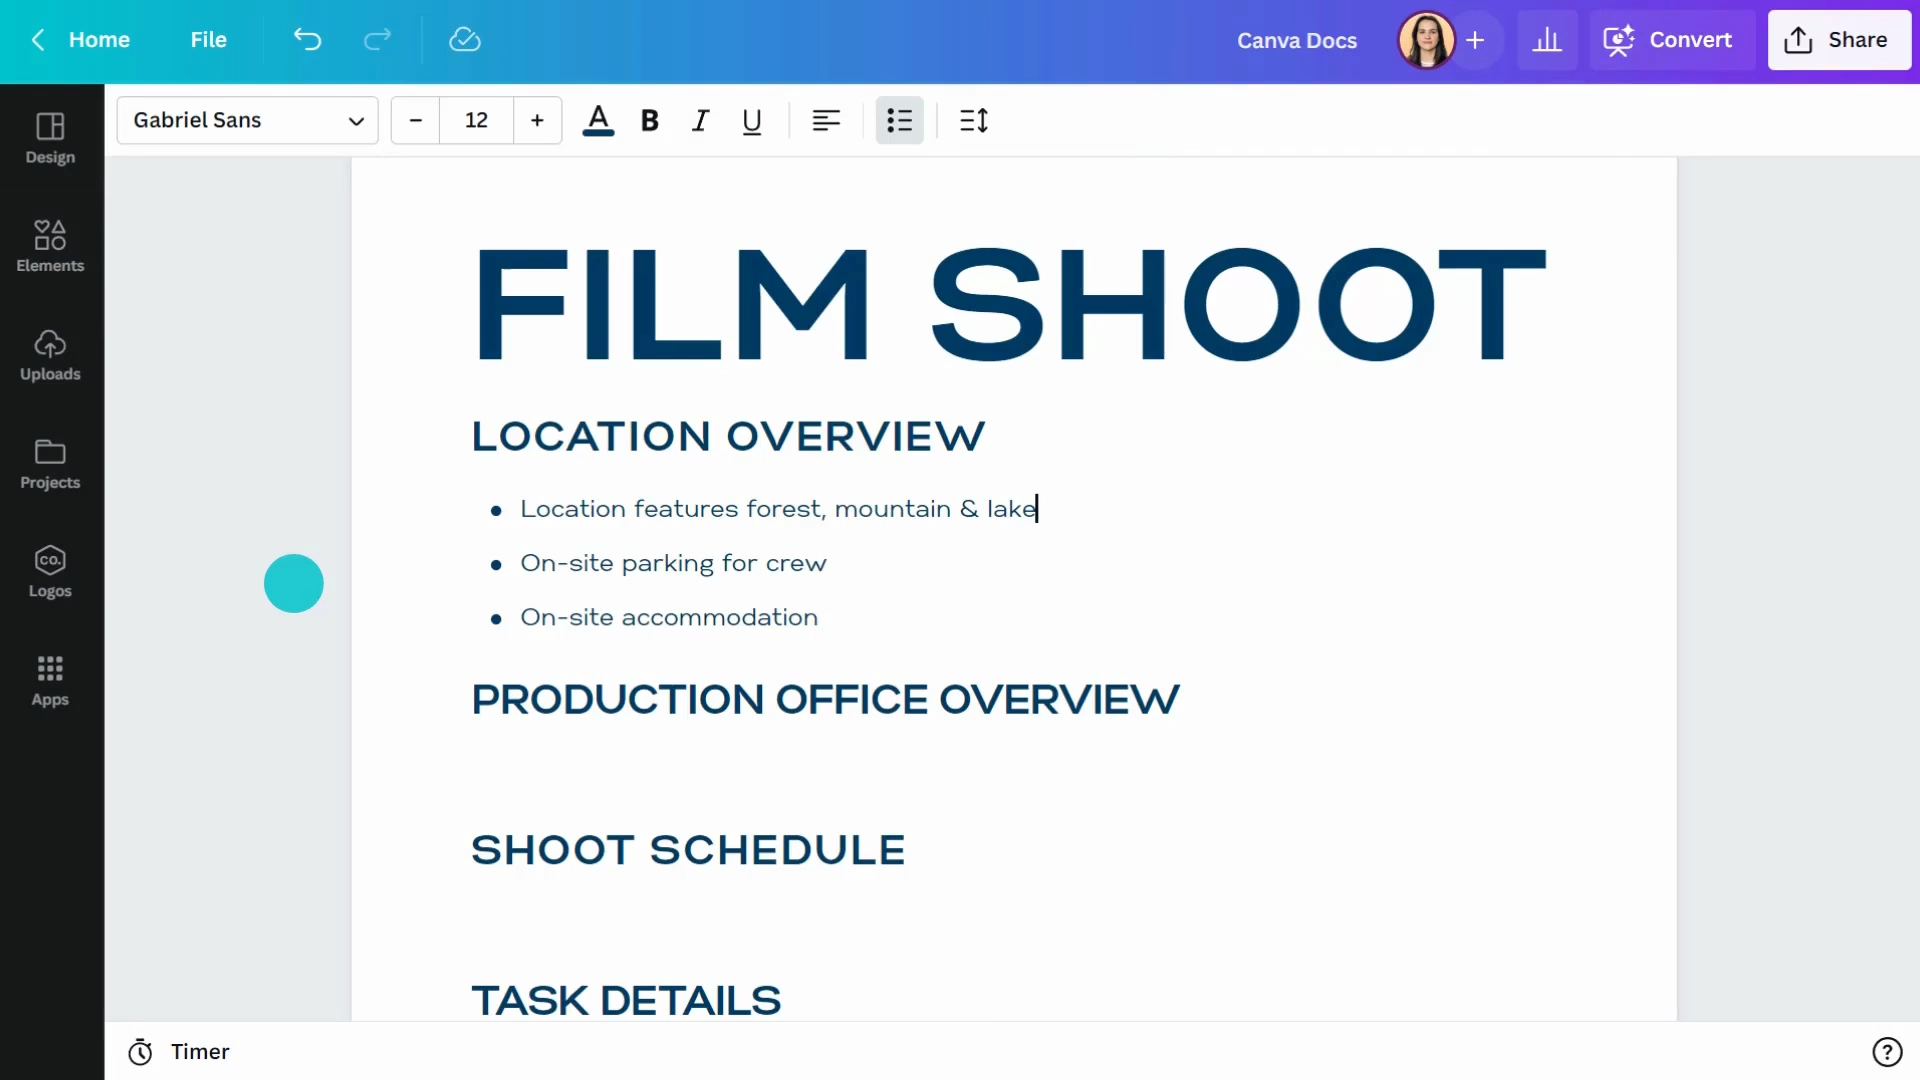 Home File Canva Docs + Convert Share
Gabriel Sans − 12 + A B I U
Design
Elements
Uploads
Projects
CO.
Logos
Apps
FILM SHOOT
LOCATION OVERVIEW
• Location features forest, mountain & lake
• On-site parking for crew
• On-site accommodation
PRODUCTION OFFICE OVERVIEW
SHOOT SCHEDULE
TASK DETAILS
Timer ?